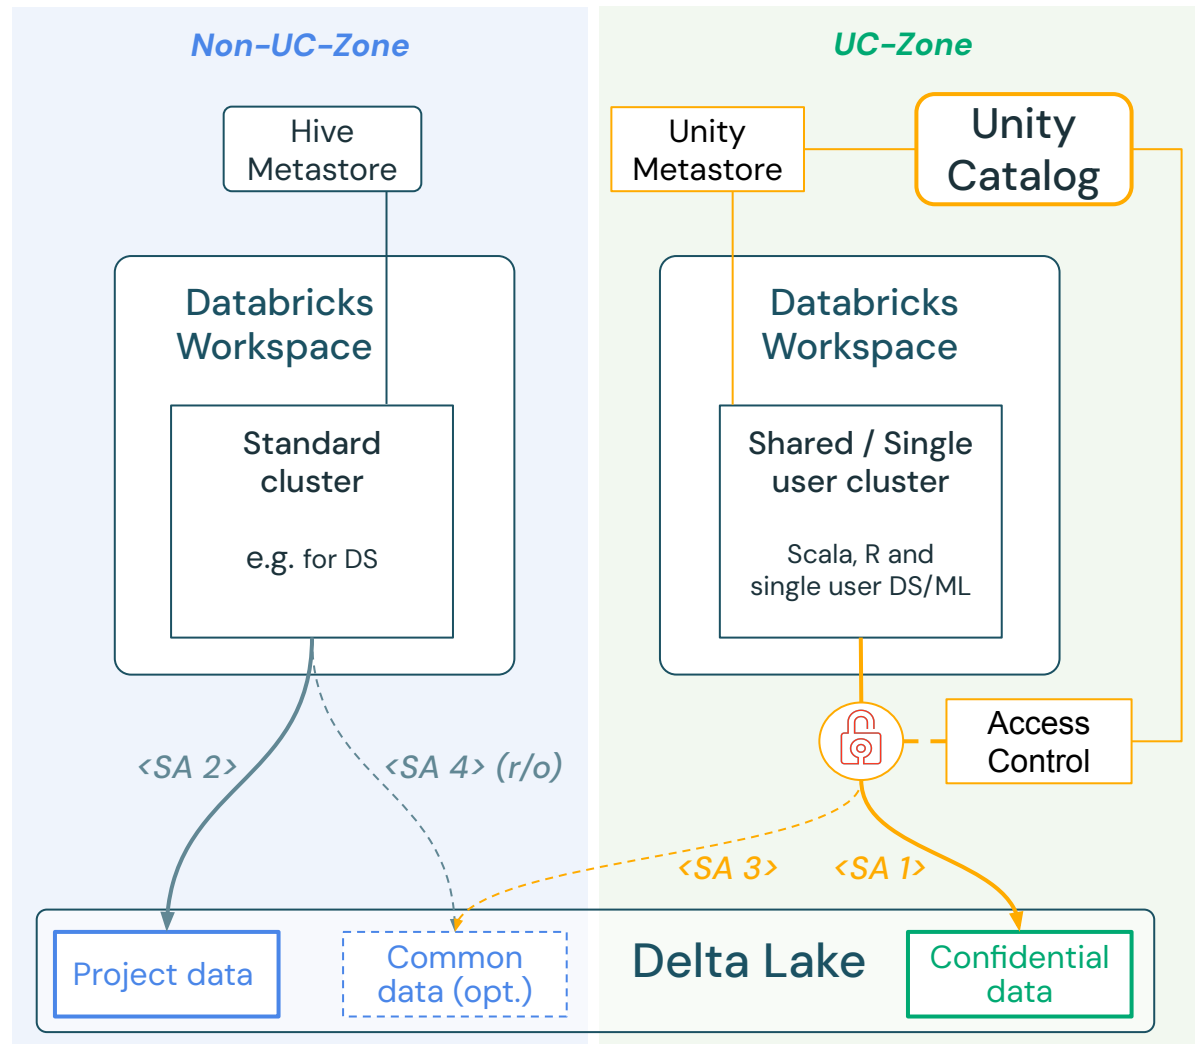 Non-UC-Zone
UC-Zone
Hive
Metastore
Unity
Metastore
Unity
Catalog
Databricks
Workspace
Databricks
Workspace
Standard
cluster
e.g. for DS
Shared / Single
user cluster
Scala, R and
single user DS/ML
Access
Control
<SA 2>
<SA 4> (r/o)
<SA 3>
<SA 1>
Project data
Common
data (opt.)
Delta Lake
Confidential
data